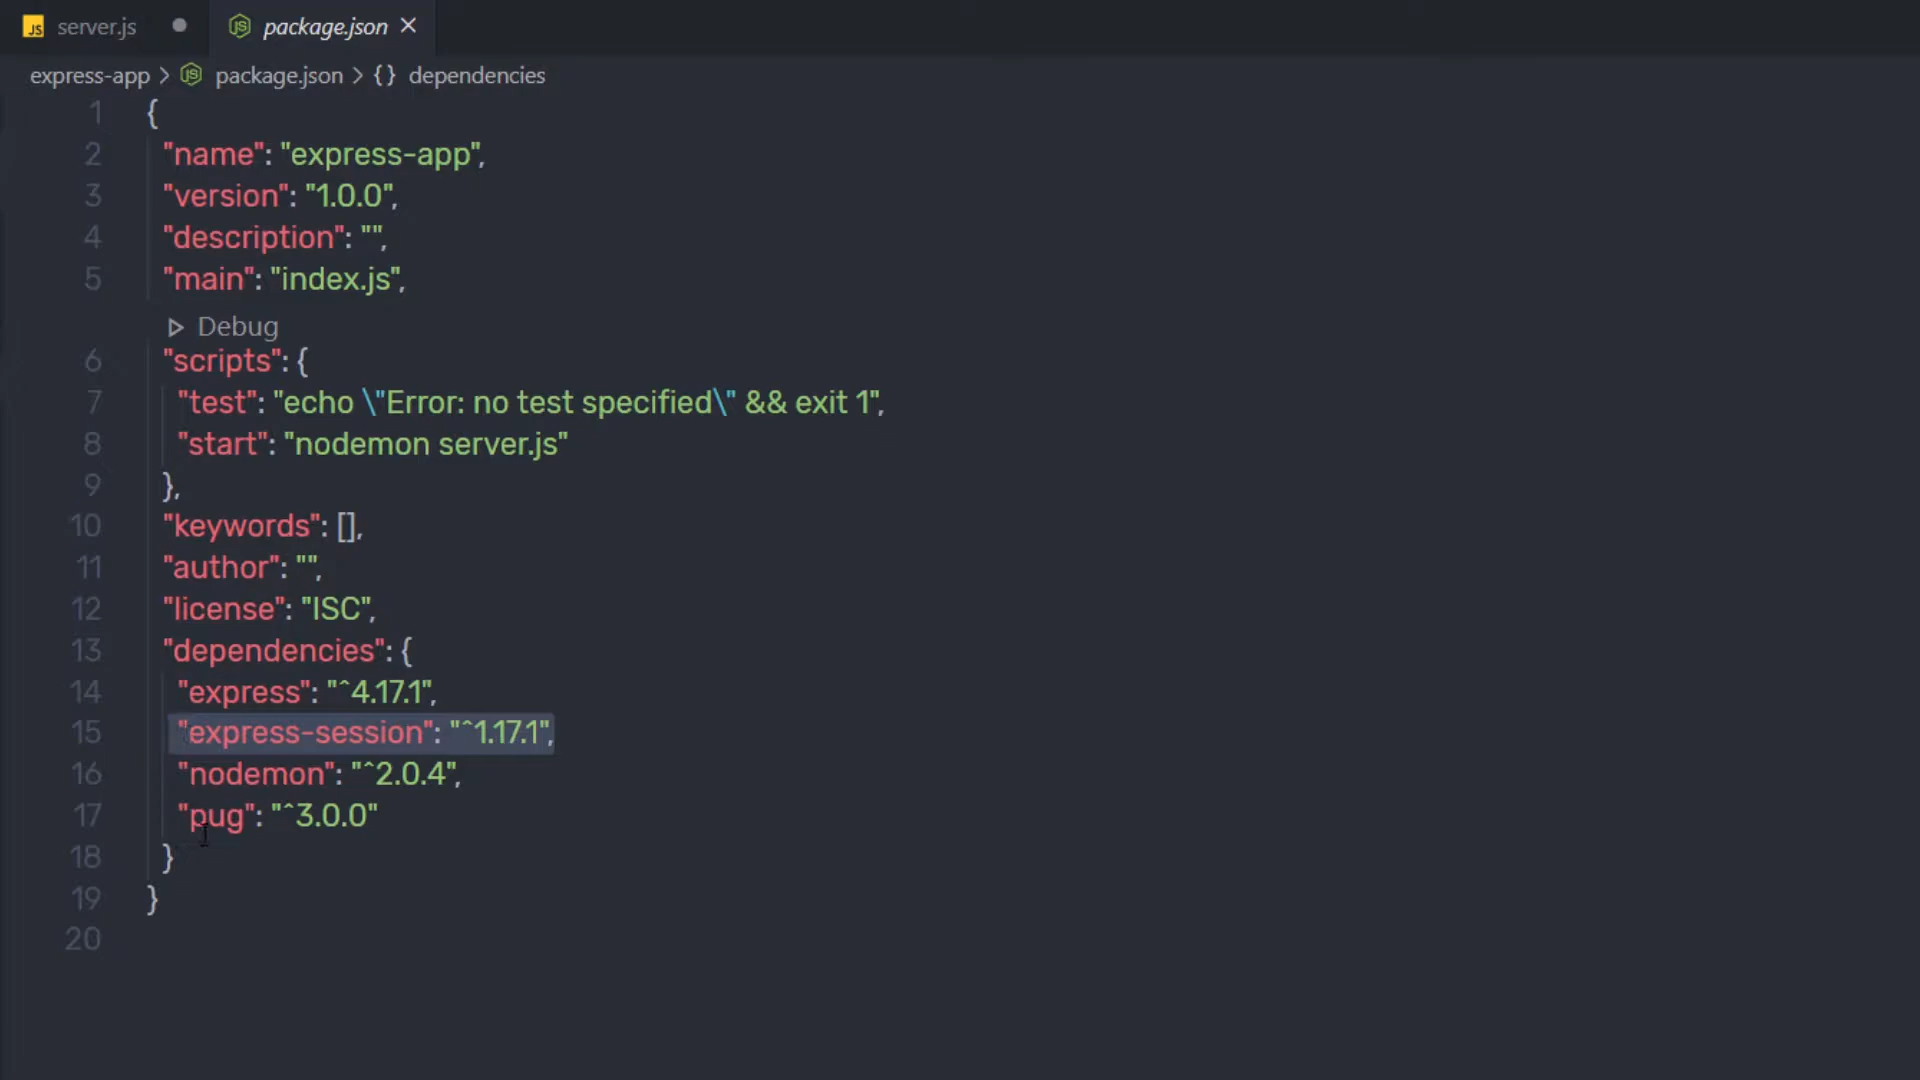 server.js
package.json
express-app > package.json > {} dependencies
1 {
2 "name": "express-app",
3 "version": "1.0.0",
4 "description": "",
5 "main": "index.js",
Debug
6 "scripts": {
7 "test": "echo \"Error: no test specified\" && exit 1",
8 "start": "nodemon server.js"
9 },
10 "keywords": [],
11 "author": "",
12 "license": "ISC",
13 "dependencies": {
14 "express": "^4.17.1",
15 "express-session": "^1.17.1",
16 "nodemon": "^2.0.4",
17 "pug": "^3.0.0"
18 }
19 }
20